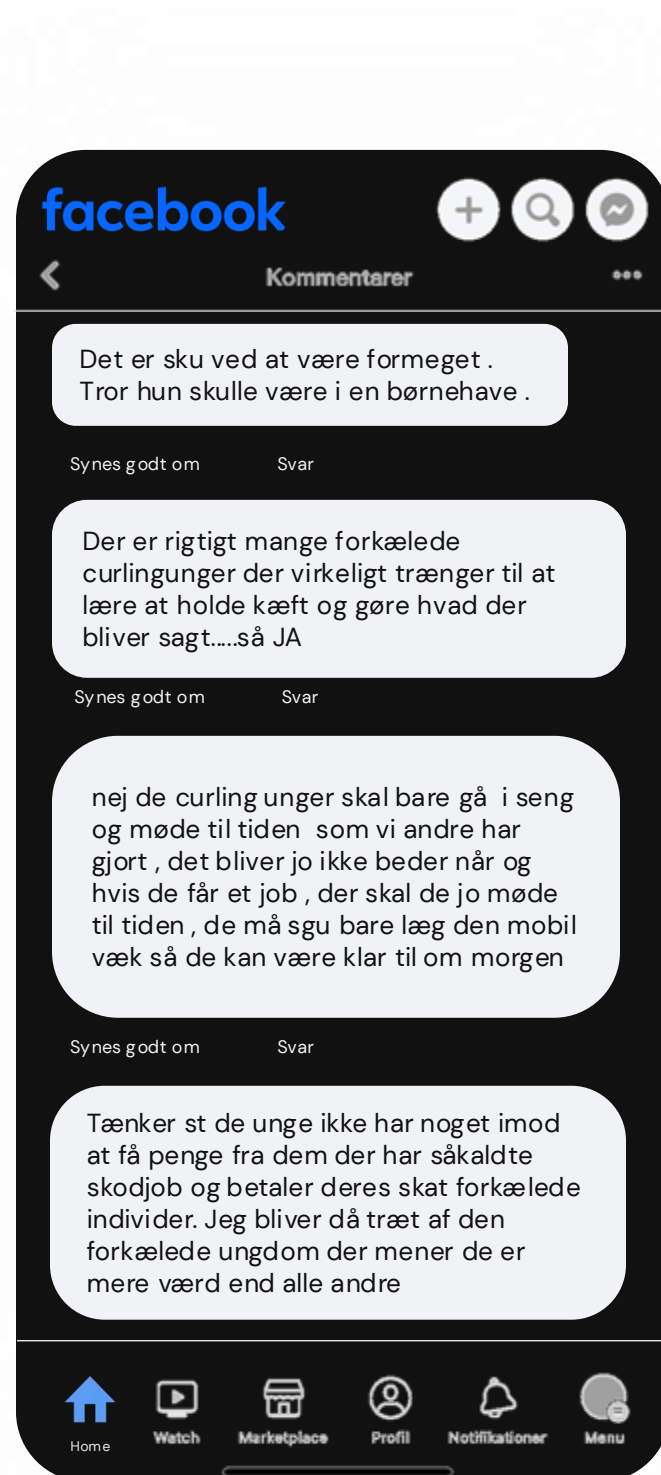 facebook
Kommentarer
Det er sku ved at være formeget .
Tror hun skulle være i en børnehave .
Synes godt om Svar
Der er rigtigt mange forkælede
curlingunger der virkeligt trænger til at
lære at holde kæft og gøre hvad der
bliver sagt.....så JA
Synes godt om Svar
nej de curling unger skal bare gå i seng
og møde til tiden som vi andre har
gjort , det bliver jo ikke beder når og
hvis de får et job , der skal de jo møde
til tiden , de må sgu bare læg den mobil
væk så de kan være klar til om morgen
Synes godt om Svar
Tænker st de unge ikke har noget imod
at få penge fra dem der har såkaldte
skodjob og betaler deres skat forkælede
individer. Jeg bliver då træt af den
forkælede ungdom der mener de er
mere værd end alle andre
Home Watch Marketplace Profil Notifikationer Menu